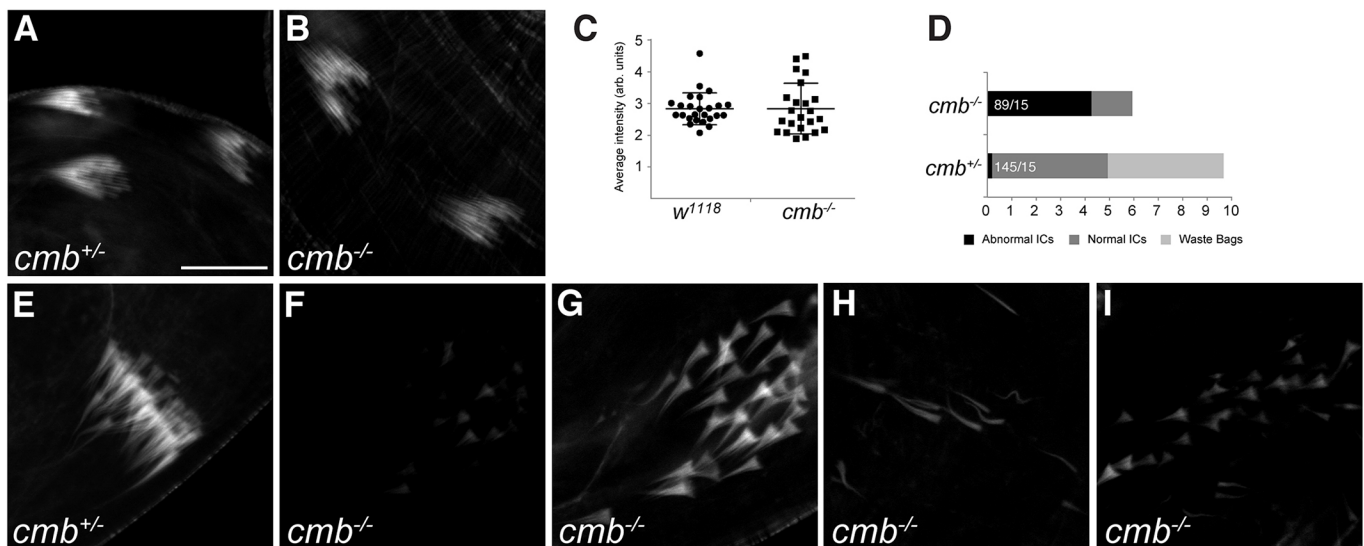 A
cmb+/-
B
cmb-/-
C
Average intensity (arb. units)
5
4
3
2
1
w1118
cmb-/-
D
cmb-/-
89/15
cmb+/-
145/15
0 1 2 3 4 5 6 7 8 9 10
Abnormal ICs Normal ICs Waste Bags
E
cmb+/-
F
cmb-/-
G
cmb-/-
H
cmb-/-
I
cmb-/-